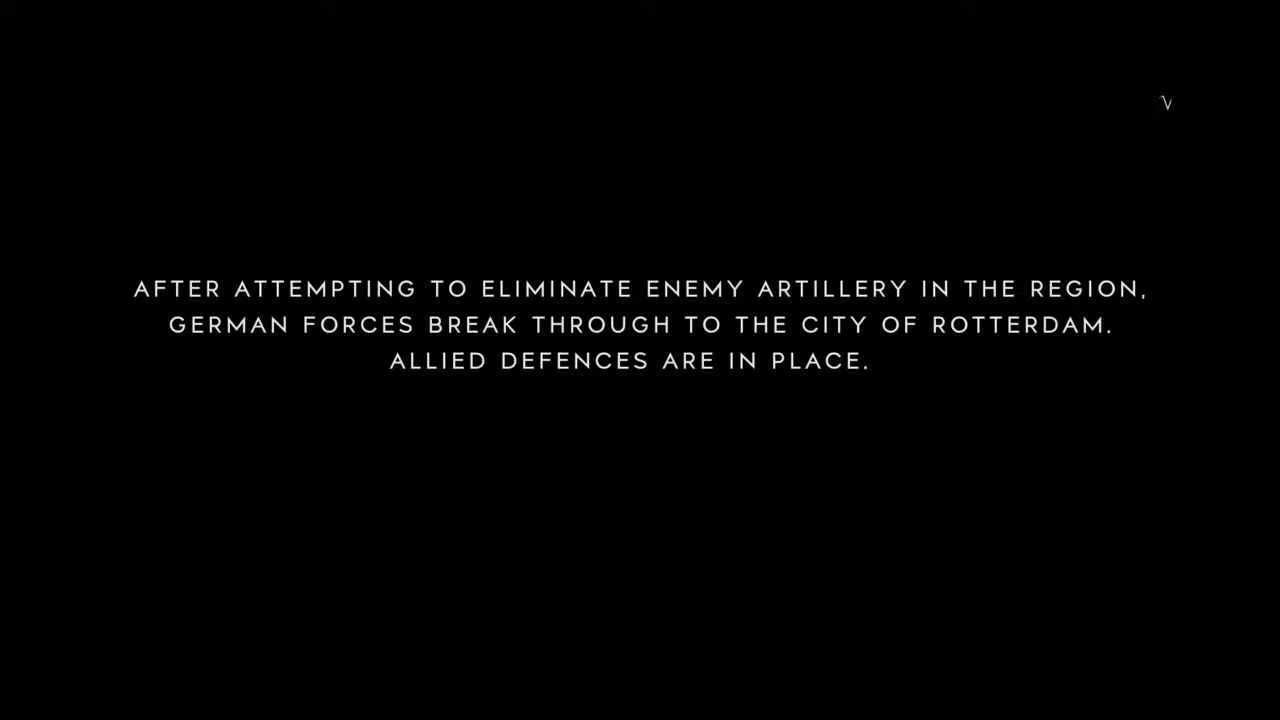 AFTER ATTEMPTING TO ELIMINATE ENEMY ARTILLERY IN THE REGION,
GERMAN FORCES BREAK THROUGH TO THE CITY OF ROTTERDAM.
ALLIED DEFENCES ARE IN PLACE.